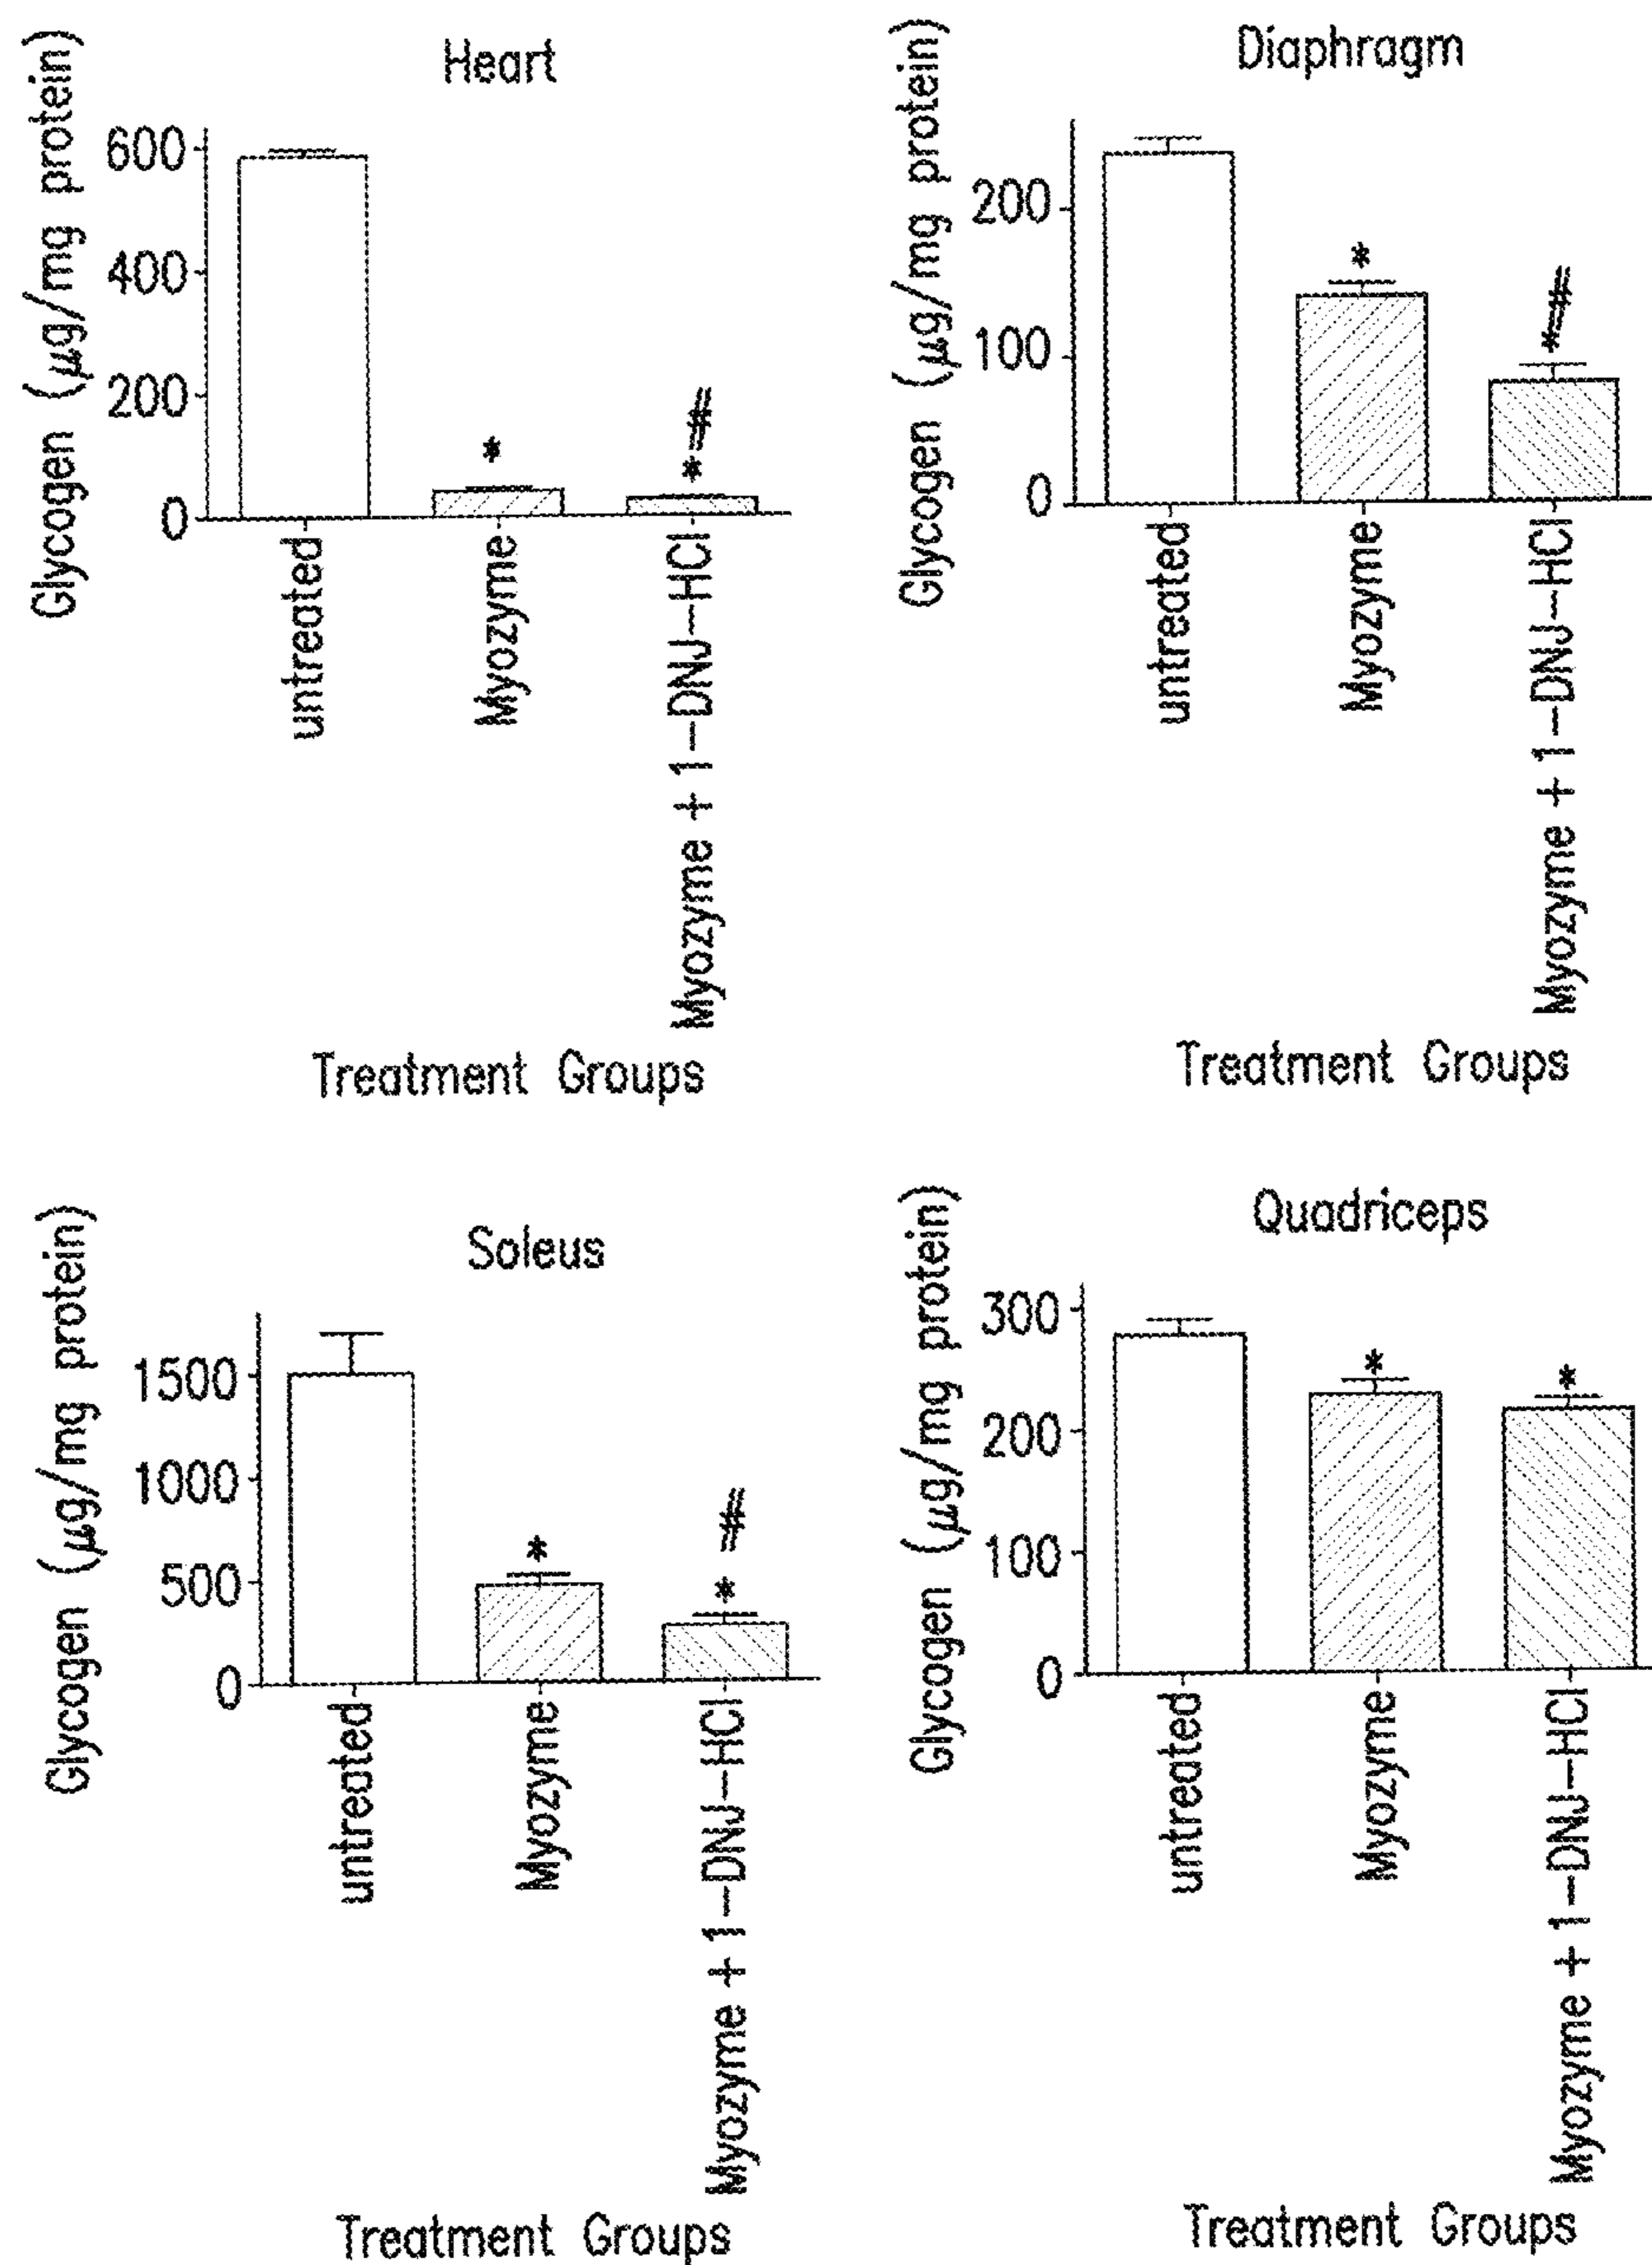 Heart
Glycogen (μg/mg protein)
600
400
200
0
*
* #
untreated
Myozyme
Myozyme + 1-DNJ-HCl
Treatment Groups
Diaphragm
Glycogen (μg/mg protein)
200
100
0
*
*#
untreated
Myozyme
Myozyme + 1-DNJ-HCl
Treatment Groups
Soleus
Glycogen (μg/mg protein)
1500
1000
500
0
*
* #
untreated
Myozyme
Myozyme + 1-DNJ-HCl
Treatment Groups
Quadriceps
Glycogen (μg/mg protein)
300
200
100
0
*
*
untreated
Myozyme
Myozyme + 1-DNJ-HCl
Treatment Groups